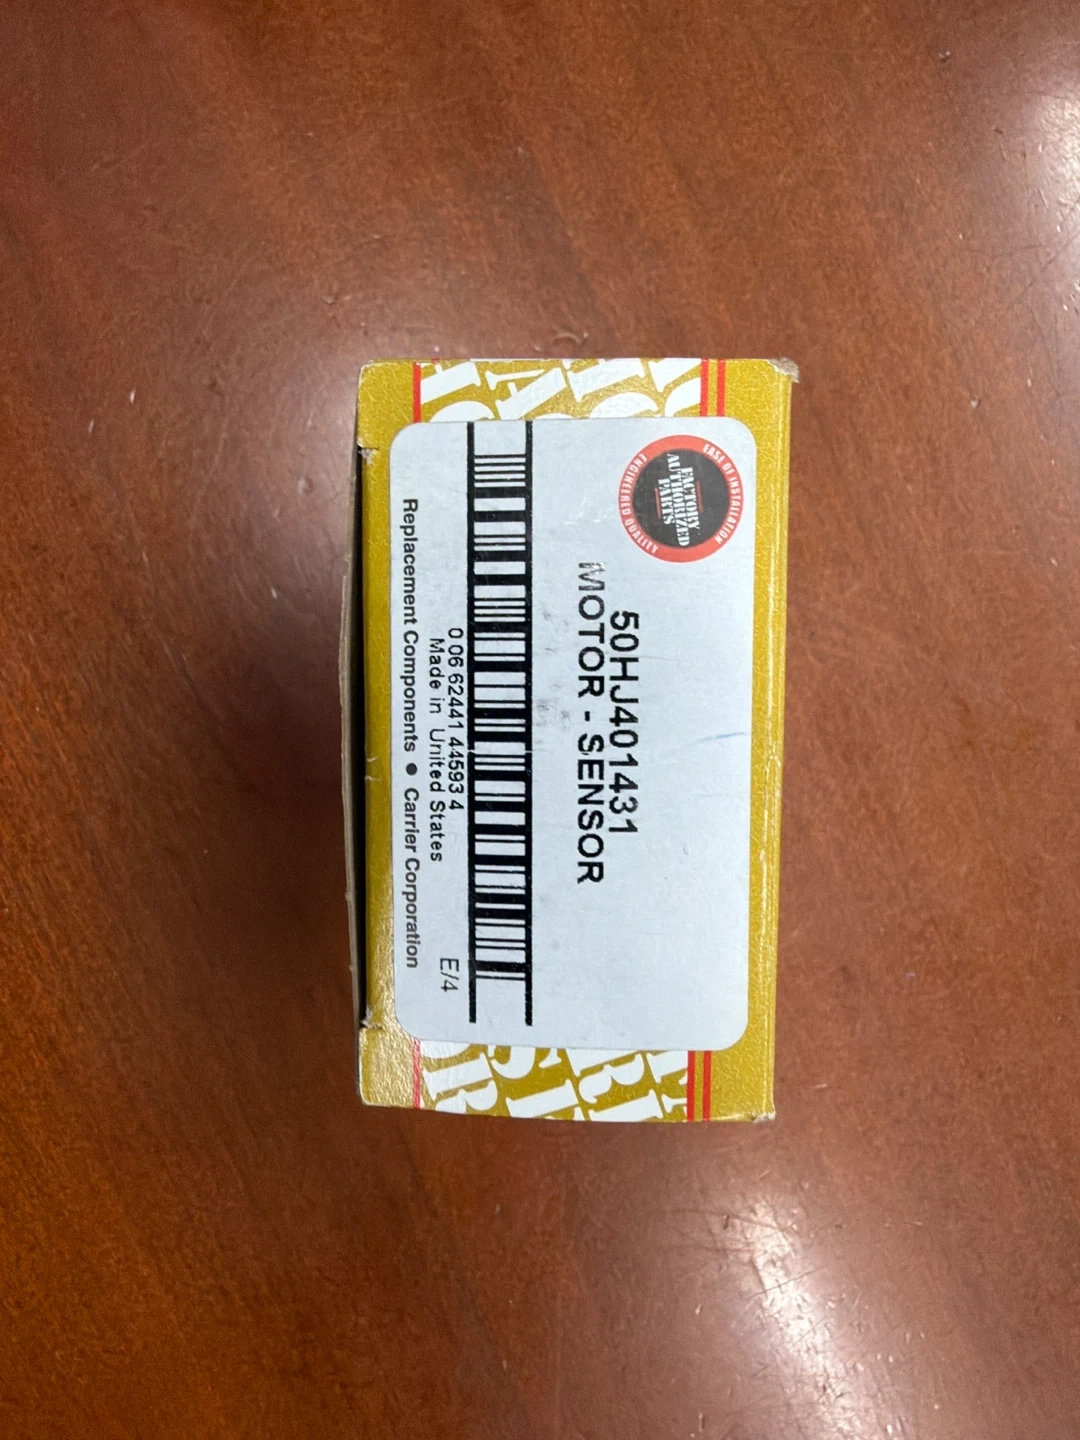 EASE OF INSTALLATION
FACTORY
AUTHORIZED
PARTS
ENGINEERED QUALITY
50HJ401431
MOTOR - SENSOR
0 06 62441 44593 4
Made in United States
E/4
Replacement Components ● Carrier Corporation